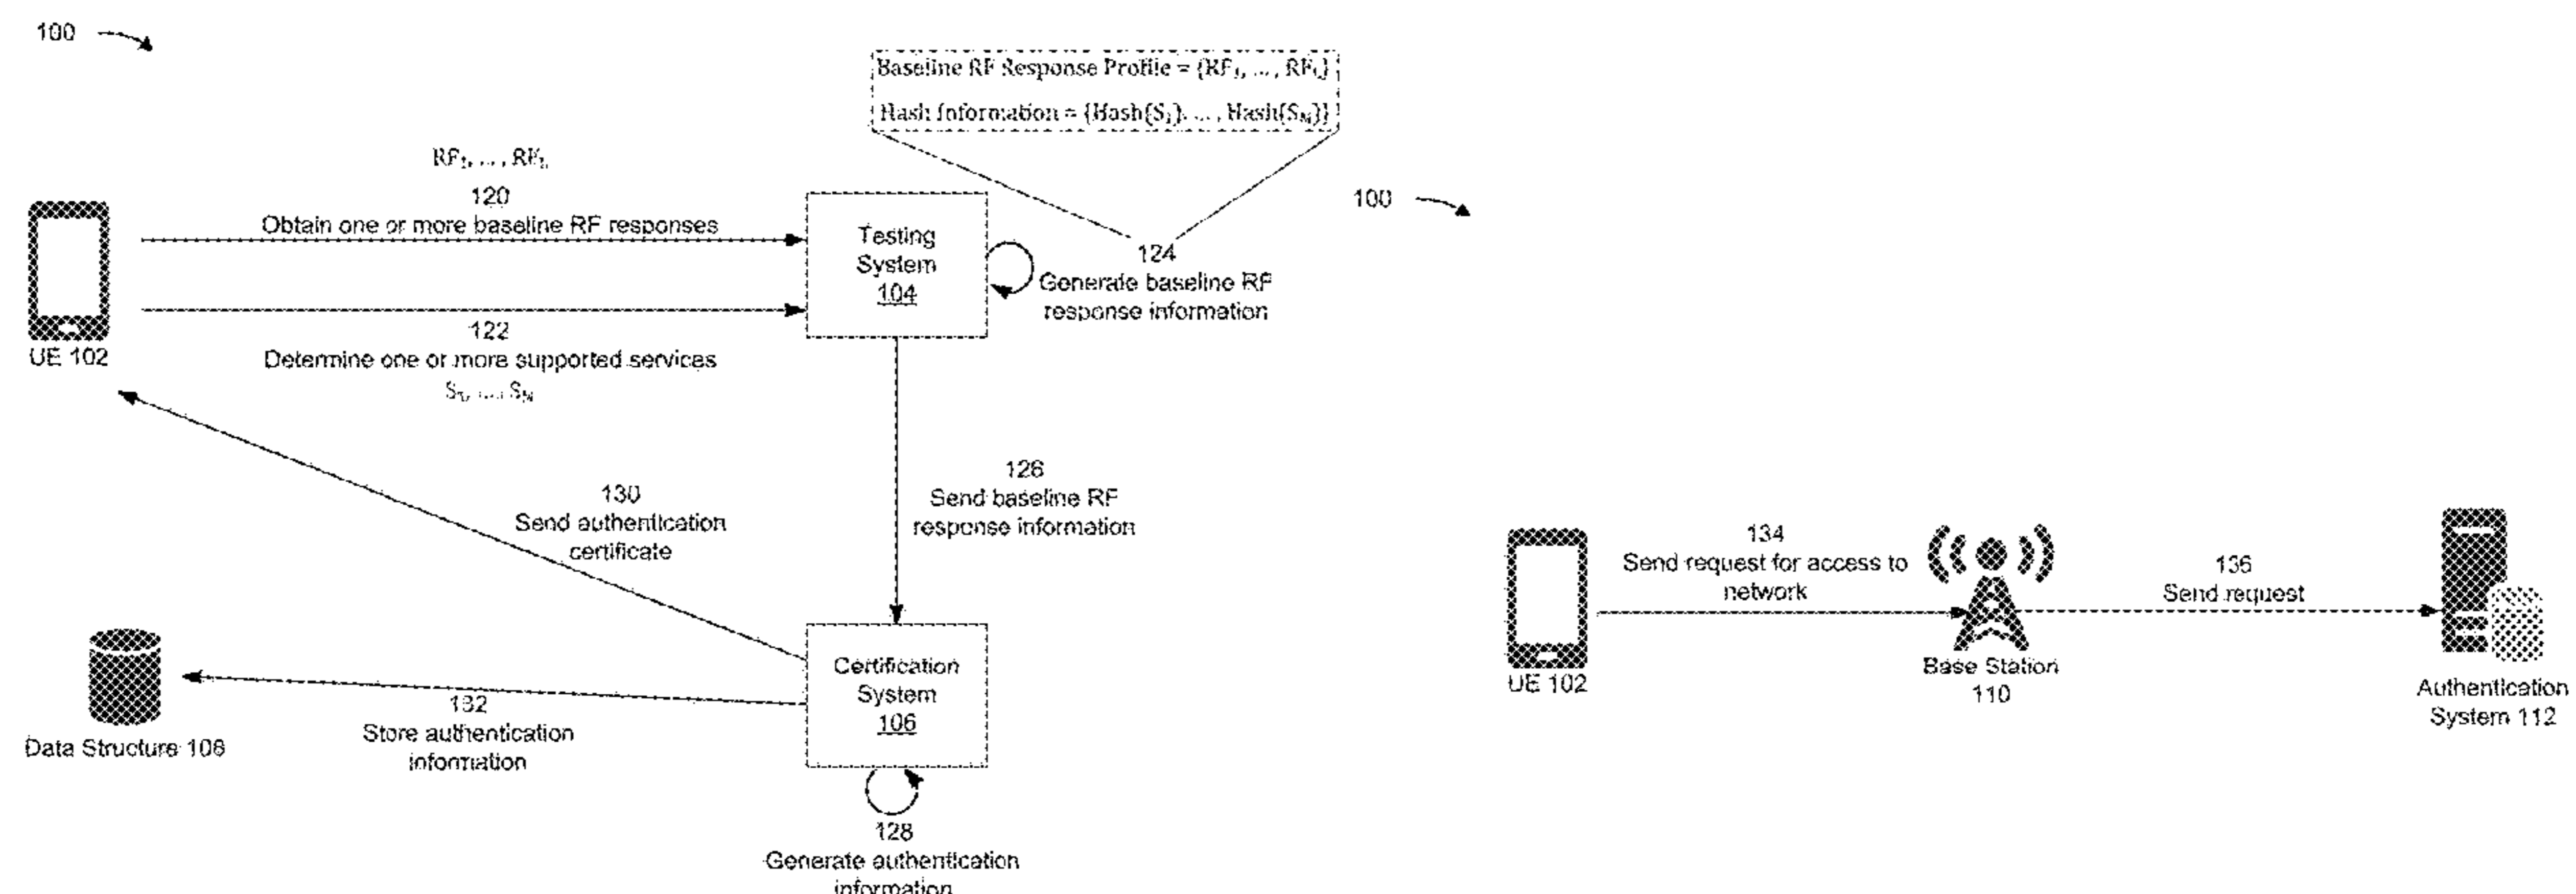 100
Baseline RF Response Profile = {RF₁, ... , RF_L}
Hash Information = {Hash(S₁), ... , Hash(S_M)}
RF₁, ... , RF_L
120
Obtain one or more baseline RF responses
Testing
System
104
124
Generate baseline RF
response information
UE 102
122
Determine one or more supported services
S₁, ... , S_M
126
Send baseline RF
response information
130
Send authentication
certificate
Certification
System
106
132
Store authentication
information
Data Structure 108
128
Generate authentication
information
100
UE 102
134
Send request for access to
network
Base Station
110
136
Send request
Authentication
System 112